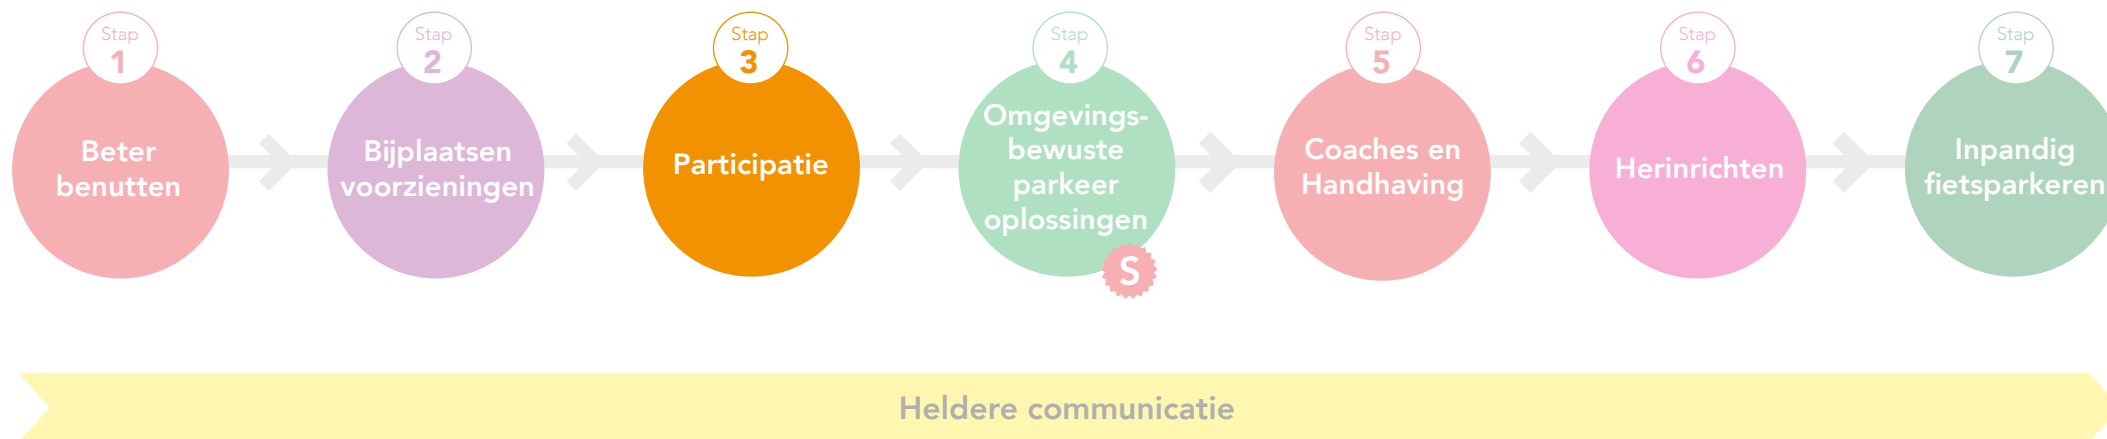 Stap
1
Beter
benutten
Stap
2
Bijplaatsen
voorzieningen
Stap
3
Participatie
Stap
4
Omgevings-
bewuste
parkeer
oplossingen
S
Stap
5
Coaches en
Handhaving
Stap
6
Herinrichten
Stap
7
Inpandig
fietsparkeren
Heldere communicatie